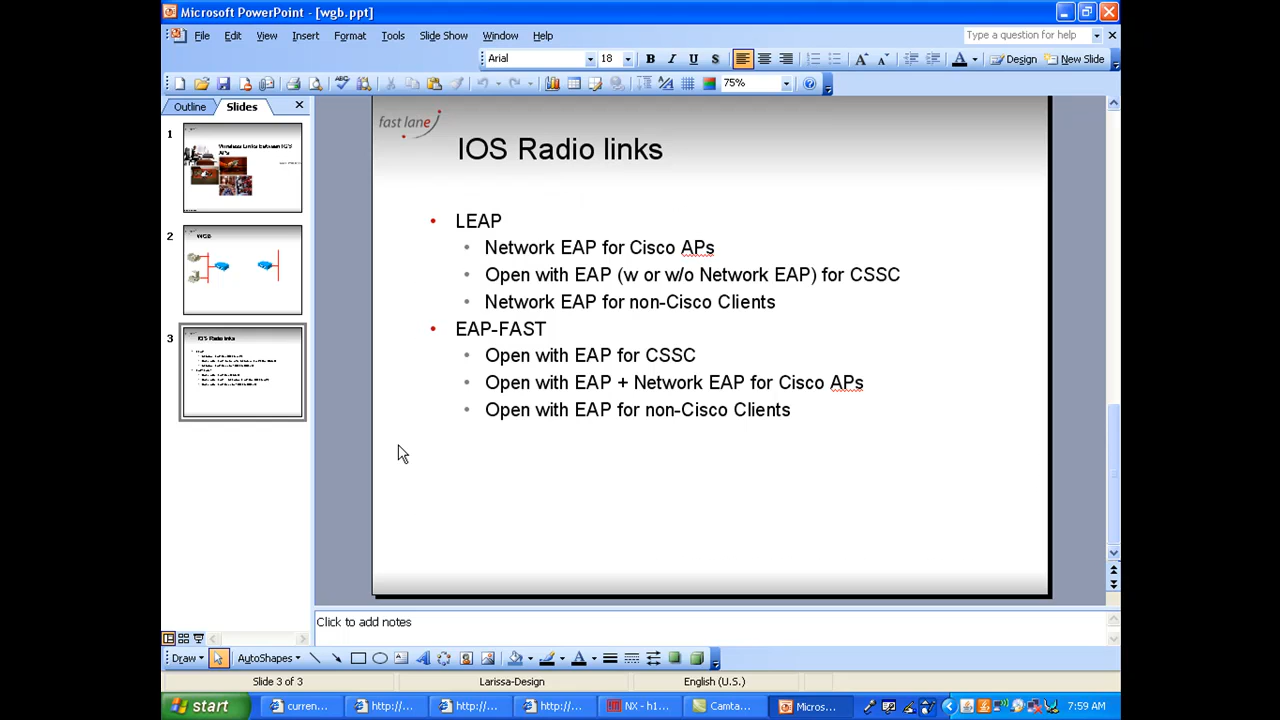 Microsoft PowerPoint - [wgb.ppt]
File Edit View Insert Format Tools Slide Show Window Help
Type a question for help
Arial 18 B I U S Design New Slide
75%
Outline Slides
fast lane
IOS Radio links
1
Wireless Links between IOS APs
2
WGB
3
IOS Radio links
LEAP
Network EAP for Cisco APs
Open with EAP (w or w/o Network EAP) for CSSC
Network EAP for non-Cisco Clients
EAP-FAST
Open with EAP for CSSC
Open with EAP + Network EAP for Cisco APs
Open with EAP for non-Cisco Clients
Click to add notes
Draw AutoShapes
Slide 3 of 3 Larissa-Design English (U.S.)
start curren... http://... http://... http://... NX - h1... Camta... Micros... 7:59 AM